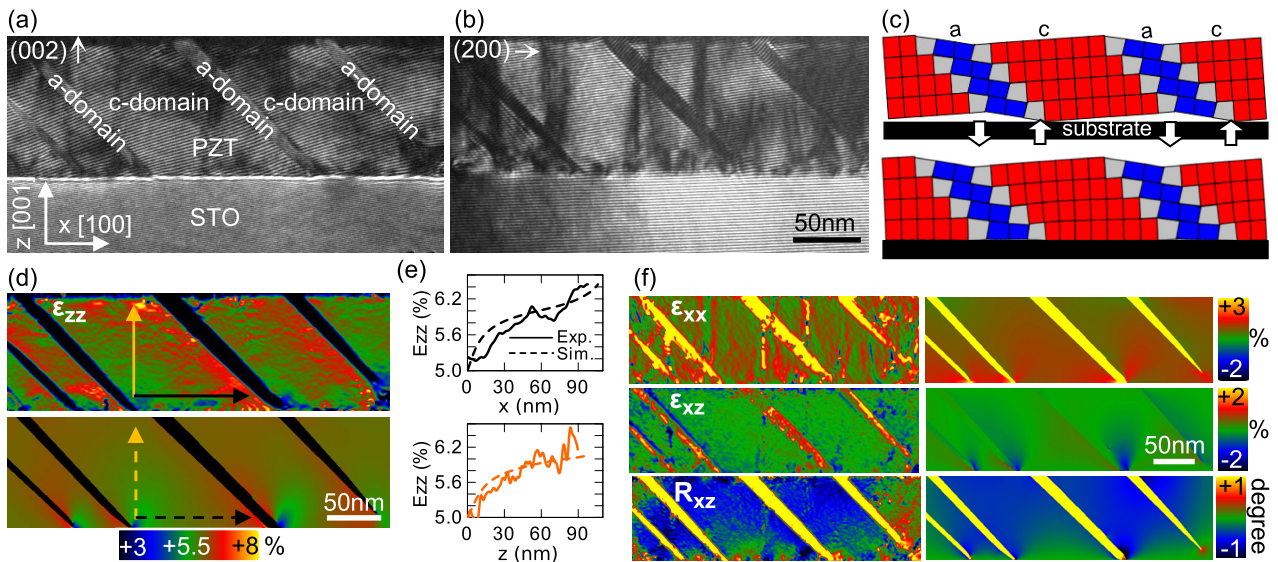 (a)
(002)
a-domain
c-domain
a-domain
c-domain
a-domain
PZT
STO
z [001]
x [100]
(b)
(200)
50nm
(c)
a c a c
substrate
(d)
εzz
50nm
+3 +5.5 +8 %
(e)
Ezz (%)
6.2
5.6
5.0
Exp.
Sim.
0 30 60 90
x (nm)
Ezz (%)
6.2
5.6
5.0
0 30 60 90
z (nm)
(f)
εxx
+3
%
-2
εxz
50nm
+2
%
-2
Rxz
+1
degree
-1